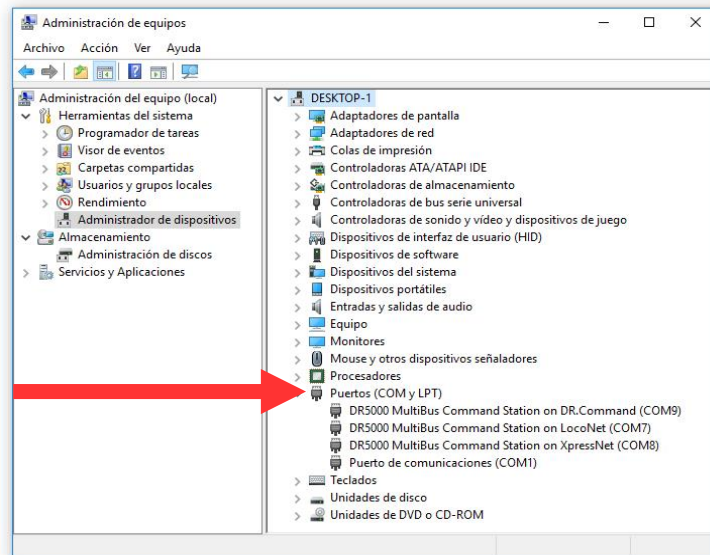 Administración de equipos
Archivo Acción Ver Ayuda
Administración del equipo (local)
Herramientas del sistema
Programador de tareas
Visor de eventos
Carpetas compartidas
Usuarios y grupos locales
Rendimiento
Administrador de dispositivos
Almacenamiento
Administración de discos
Servicios y Aplicaciones
DESKTOP-1
Adaptadores de pantalla
Adaptadores de red
Colas de impresión
Controladoras ATA/ATAPI IDE
Controladoras de almacenamiento
Controladoras de bus serie universal
Controladoras de sonido y vídeo y dispositivos de juego
Dispositivos de interfaz de usuario (HID)
Dispositivos de software
Dispositivos del sistema
Dispositivos portátiles
Entradas y salidas de audio
Equipo
Monitores
Mouse y otros dispositivos señaladores
Procesadores
Puertos (COM y LPT)
DR5000 MultiBus Command Station on DR.Command (COM9)
DR5000 MultiBus Command Station on LocoNet (COM7)
DR5000 MultiBus Command Station on XpressNet (COM8)
Puerto de comunicaciones (COM1)
Teclados
Unidades de disco
Unidades de DVD o CD-ROM